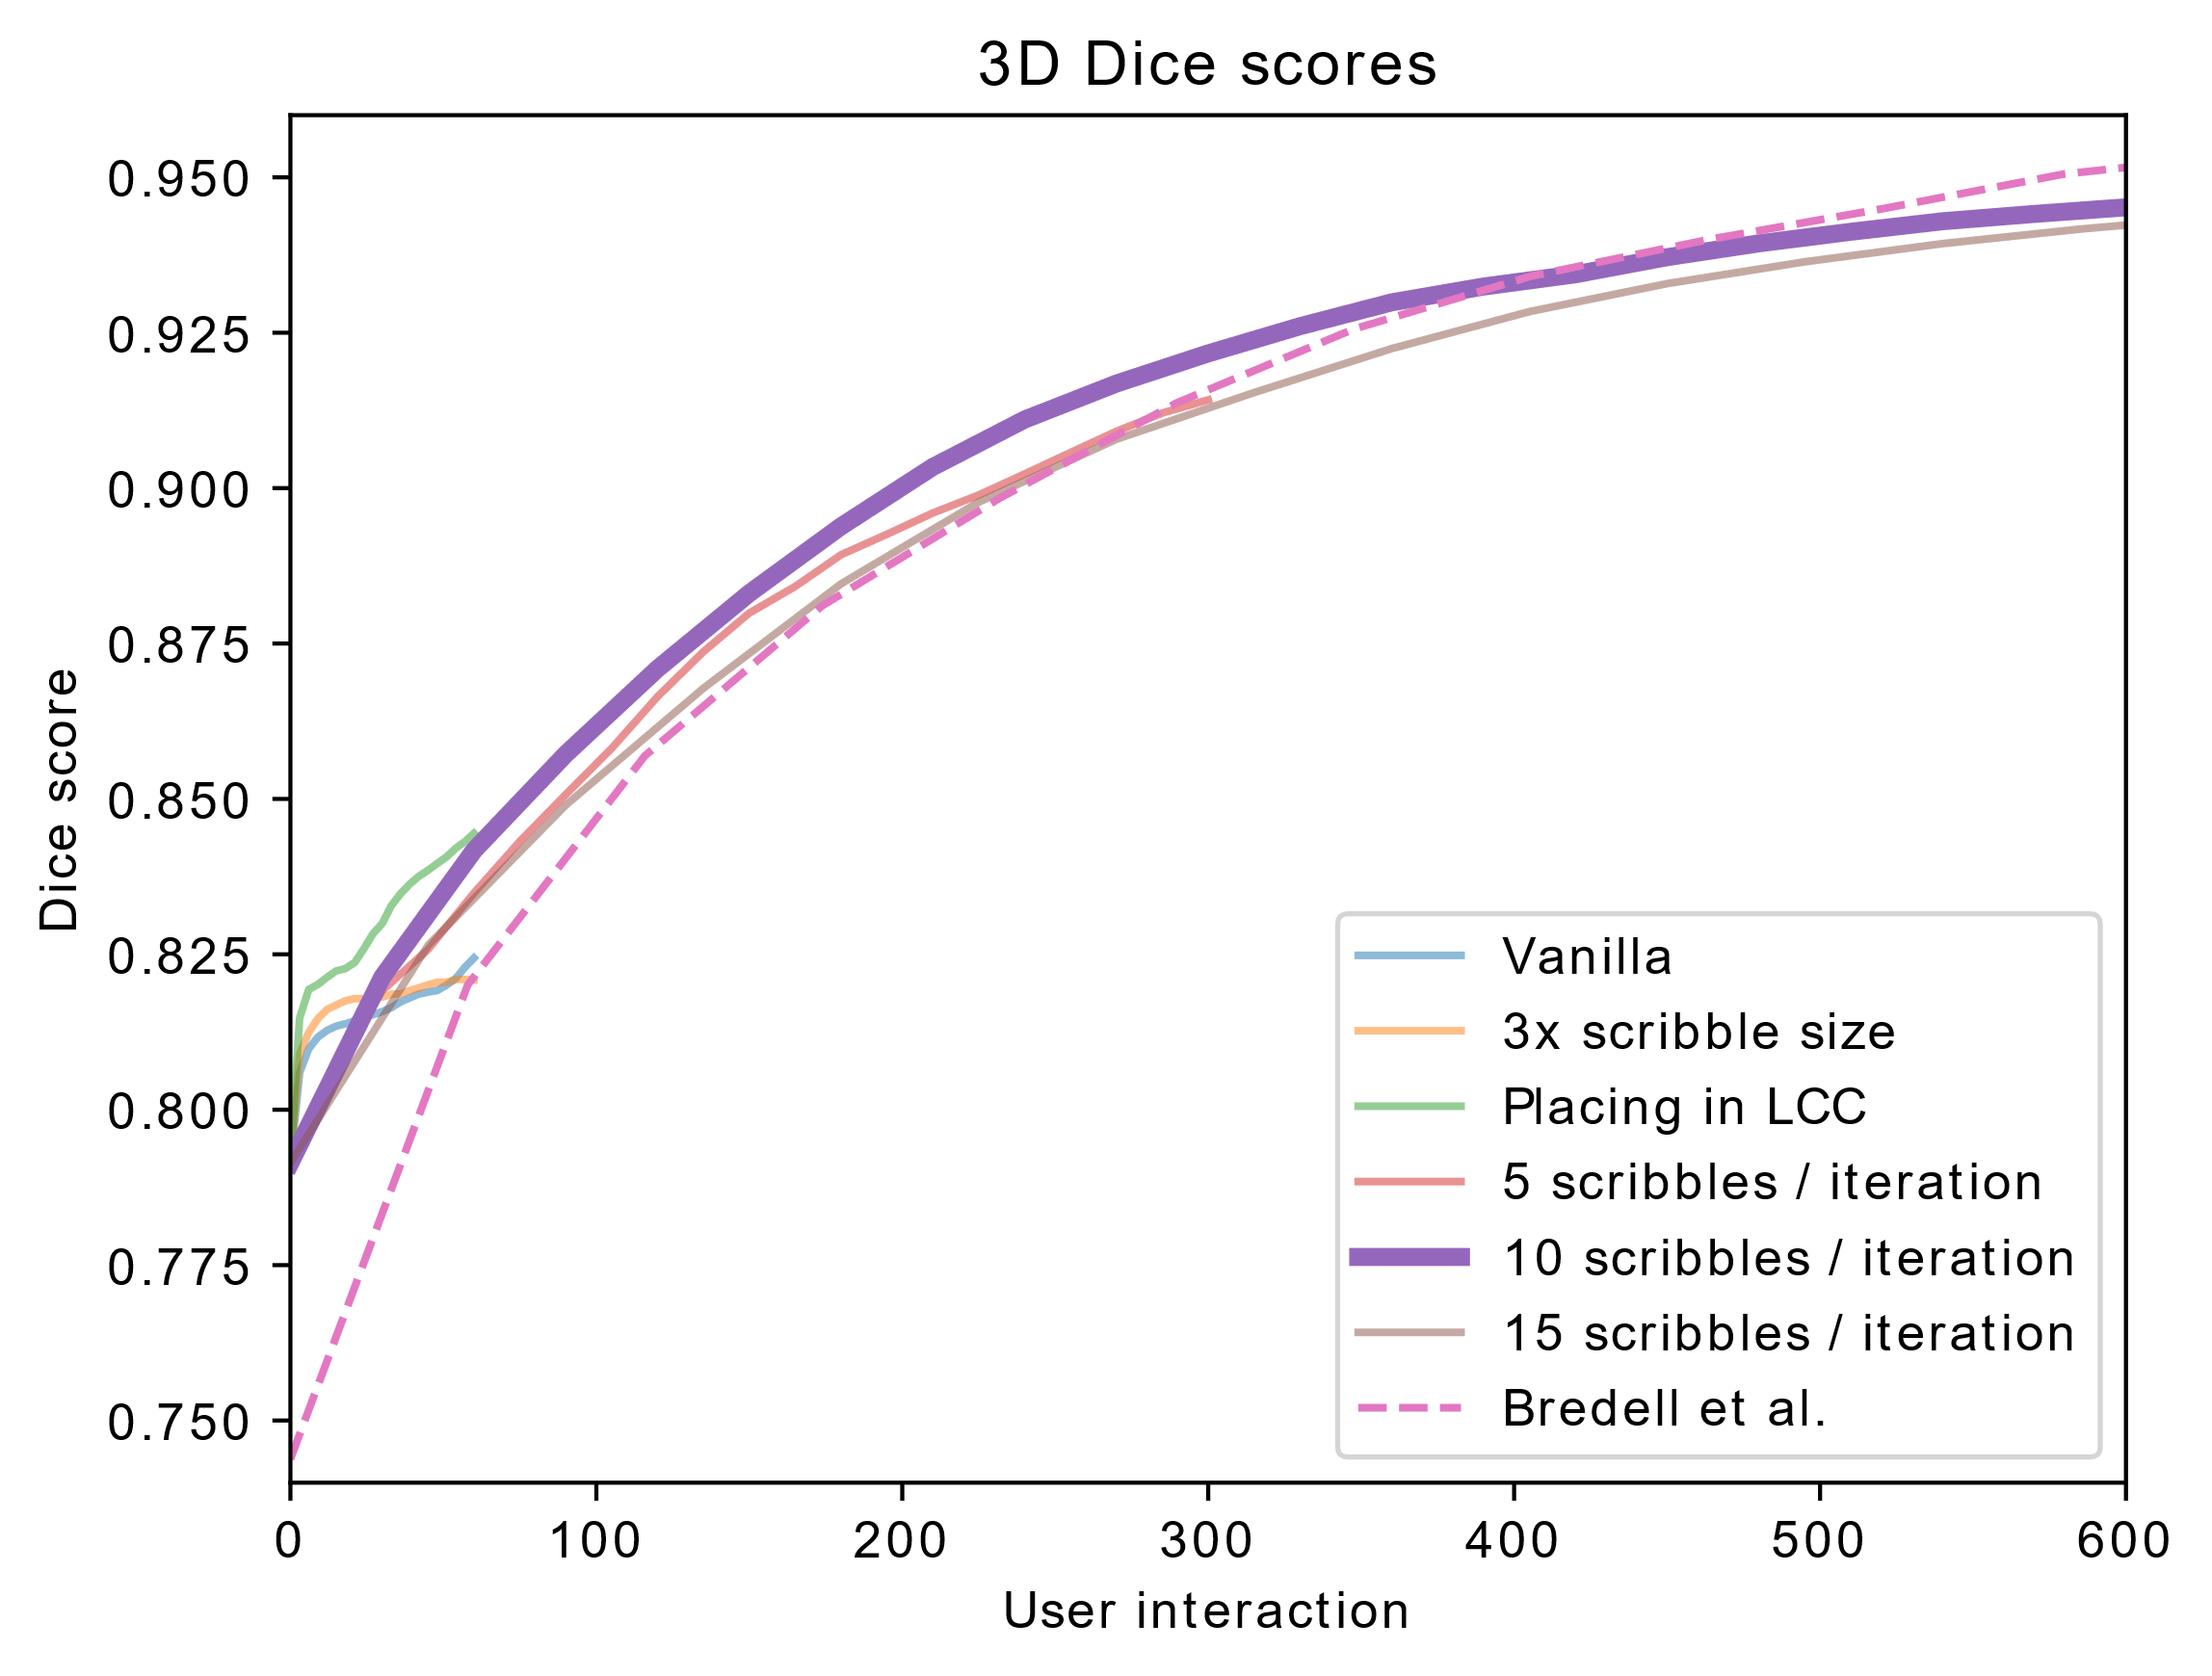 3D Dice scores
0.950
0.925
0.900
0.875
0.850
0.825
0.800
0.775
0.750
Dice score
Vanilla
3x scribble size
Placing in LCC
5 scribbles / iteration
10 scribbles / iteration
15 scribbles / iteration
Bredell et al.
0 100 200 300 400 500 600
User interaction